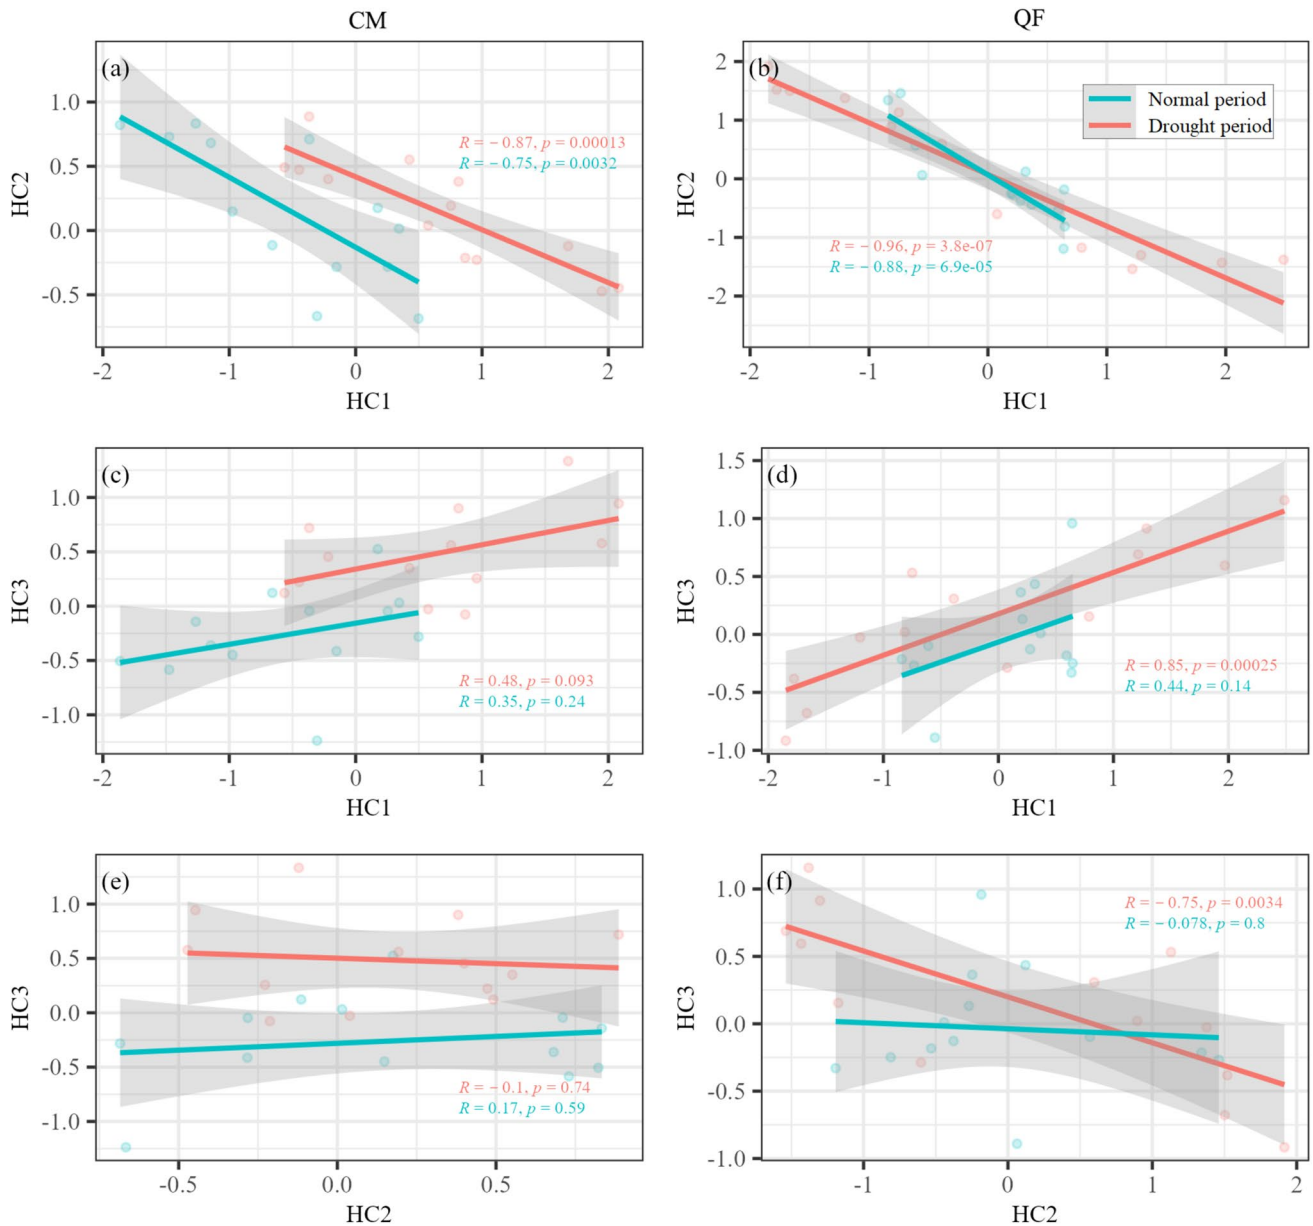 CM
QF
(a)
R = − 0.87, p = 0.00013
R = − 0.75, p = 0.0032
HC2
1.0
0.5
0.0
-0.5
-2
-1
0
1
2
HC1
(b)
Normal period
Drought period
R = − 0.96, p = 3.8e-07
R = − 0.88, p = 6.9e-05
HC2
2
1
0
-1
-2
-2
-1
0
1
2
HC1
(c)
R = 0.48, p = 0.093
R = 0.35, p = 0.24
HC3
1.0
0.5
0.0
-0.5
-1.0
-2
-1
0
1
2
HC1
(d)
R = 0.85, p = 0.00025
R = 0.44, p = 0.14
HC3
1.5
1.0
0.5
0.0
-0.5
-1.0
-2
-1
0
1
2
HC1
(e)
R = − 0.1, p = 0.74
R = 0.17, p = 0.59
HC3
1.0
0.5
0.0
-0.5
-1.0
-0.5
0.0
0.5
HC2
(f)
R = − 0.75, p = 0.0034
R = − 0.078, p = 0.8
HC3
1.0
0.5
0.0
-0.5
-1.0
-1
0
1
2
HC2